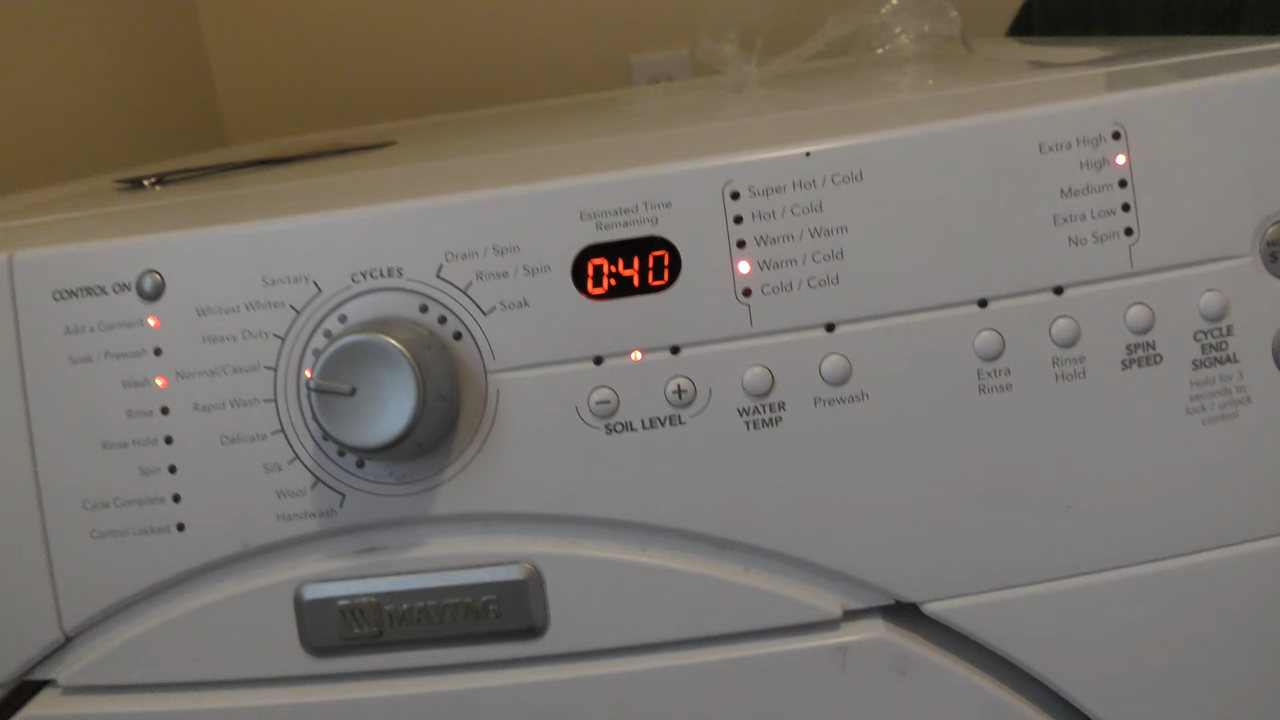 CONTROL ON
Add a Garment
Soak / Prewash
Wash
Rinse
Rinse Hold
Spin
Cycle Complete
Control Locked
CYCLES
Sanitary
Whitest Whites
Heavy Duty
Normal/Casual
Rapid Wash
Delicate
Silk
Wool
Handwash
Drain / Spin
Rinse / Spin
Soak
Estimated Time
Remaining
0:40
Super Hot / Cold
Hot / Cold
Warm / Warm
Warm / Cold
Cold / Cold
Extra High
High
Medium
Extra Low
No Spin
− +
SOIL LEVEL
WATER
TEMP
Prewash
Extra
Rinse
Rinse
Hold
SPIN
SPEED
CYCLE
END
SIGNAL
Hold for 3
seconds to
lock / unlock
control
MAYTAG